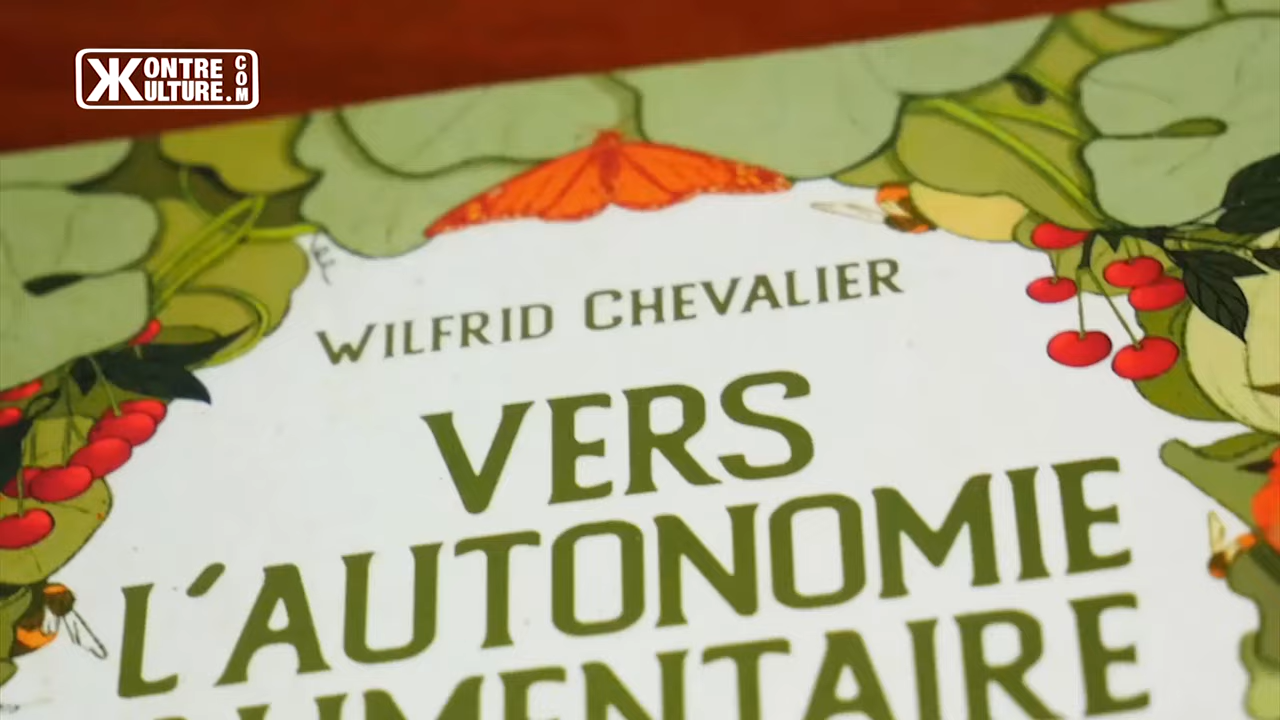 KONTRE
KULTURE.COM
WILFRID CHEVALIER
VERS
L'AUTONOMIE
ALIMENTAIRE